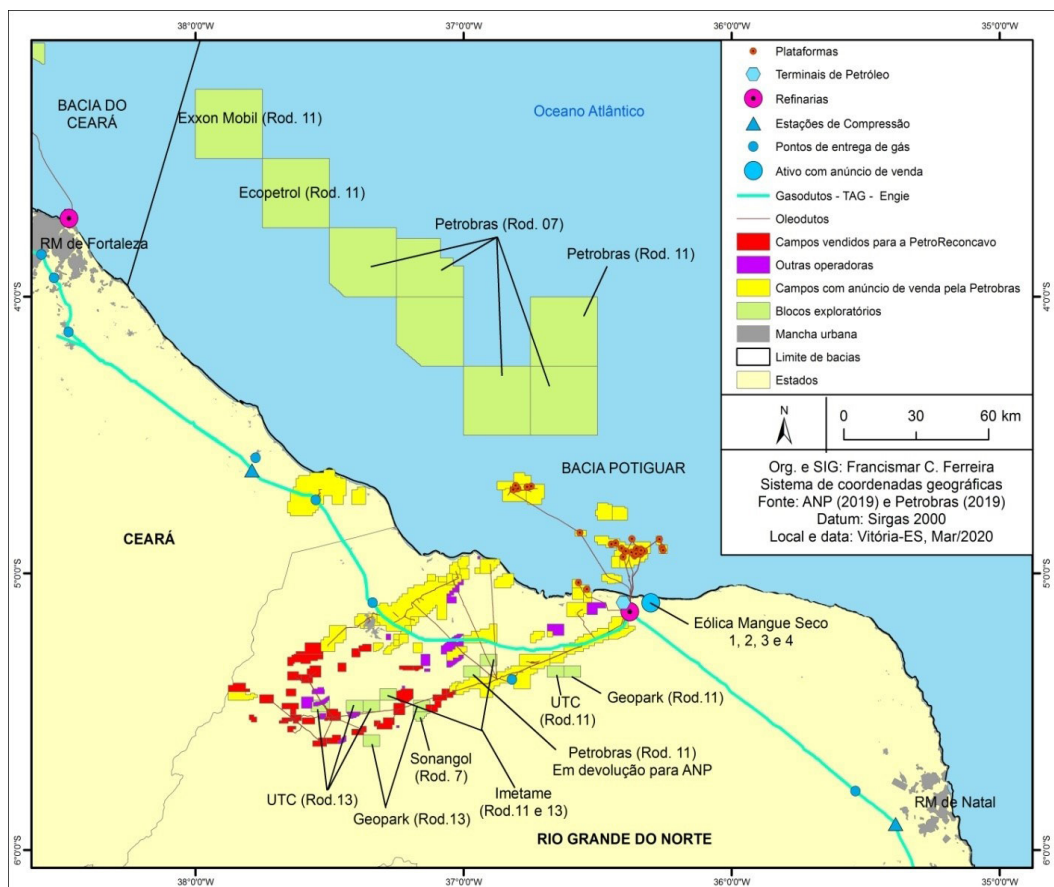 38°0'0"W
37°0'0"W
36°0'0"W
35°0'0"W
BACIA DO
CEARÁ
Exxon Mobil (Rod. 11)
Oceano Atlântico
Ecopetrol (Rod. 11)
Petrobras (Rod. 07)
Petrobras (Rod. 11)
RM de Fortaleza
4°0'0"S
4°0'0"S
Plataformas
Terminais de Petróleo
Refinarias
Estações de Compressão
Pontos de entrega de gás
Ativo com anúncio de venda
Gasodutos - TAG - Engie
Oleodutos
Campos vendidos para a PetroReconcavo
Outras operadoras
Campos com anúncio de venda pela Petrobras
Blocos exploratórios
Mancha urbana
Limite de bacias
Estados
N
0 30 60 km
Org. e SIG: Francismar C. Ferreira
Sistema de coordenadas geográficas
Fonte: ANP (2019) e Petrobras (2019)
Datum: Sirgas 2000
Local e data: Vitória-ES, Mar/2020
BACIA POTIGUAR
CEARÁ
5°0'0"S
5°0'0"S
Eólica Mangue Seco
1, 2, 3 e 4
UTC
(Rod.11)
Geopark (Rod.11)
Petrobras (Rod. 11)
Em devolução para ANP
Sonangol
(Rod. 7)
Imetame
(Rod.11 e 13)
UTC (Rod.13)
Geopark (Rod.13)
RM de Natal
RIO GRANDE DO NORTE
6°0'0"S
6°0'0"S
38°0'0"W
37°0'0"W
36°0'0"W
35°0'0"W